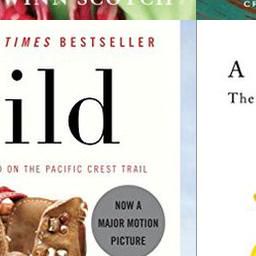 TIMES BESTSELLER
ild
ON THE PACIFIC CREST TRAIL
NOW A
MAJOR MOTION
PICTURE
A
The